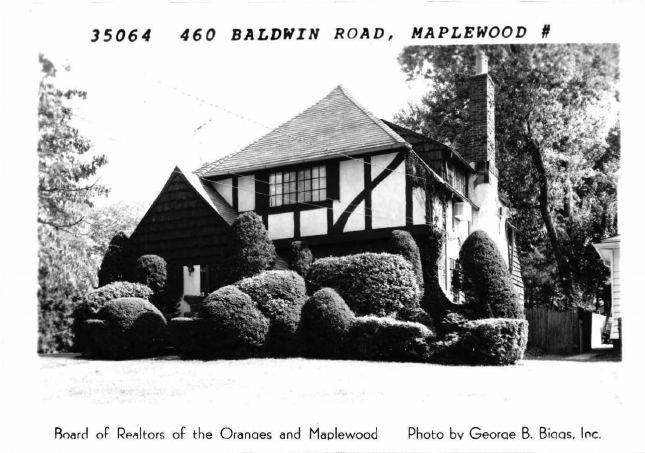 35064 460 BALDWIN ROAD, MAPLEWOOD #
Board of Realtors of the Oranges and Maplewood Photo by George B. Biggs, Inc.